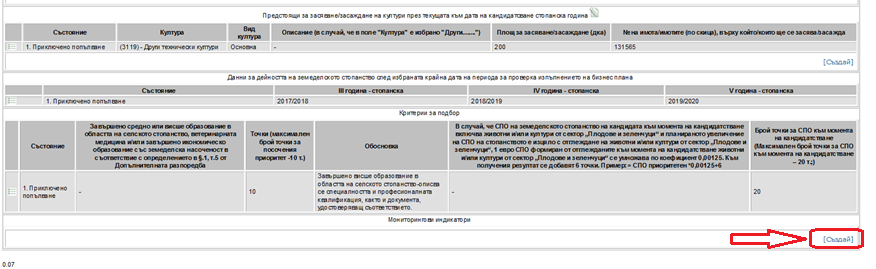 Предстоящи за засяване/засаждане на култури през текущата към дата на кандидатстване стопанска година
Състояние
Култура
Вид
култура
Описание (в случай, че в поле "Култура" е избрано "Други.......")
Площ за засяване/засаждане (дка)
№ на имота/имотите (по скица), върху който/които ще се засява/засажда
1. Приключено попълване
(3119) - Други технически култури
Основна
-
200
131565
[Създай]
Данни за дейността на земеделското стопанство след избраната крайна дата на периода за проверка изпълнението на бизнес плана
Състояние
III година - стопанска
IV година - стопанска
V година - стопанска
1. Приключено попълване
2017/2018
2018/2019
2019/2020
Критерии за подбор
Състояние
Завършено средно или висше образование в
областта на селското стопанство, ветеринарната
медицина и/или завършено икономическо
образование със земеделска насоченост в
съответствие с определението в §.1, т.5 от
Допълнителната разпоредба
Точки (максимален
брой точки за
посочения
приоритет -10 т.)
Обосновка
В случай, че СПО на земеделското стопанство на кандидата към момента на кандидатстване
включва животни и/или култури от сектор „Плодове и зеленчуци“ и планираното увеличение
на СПО на стопанството е изцяло от отглеждане на животни и/или култури от сектор „Плодове и
зеленчуци“, 1 евро СПО формиран от отглежданите към момента на кандидатстване животни
и/или култури от сектор „Плодове и зеленчуци“ се умножава по коефициент 0,00125. Към
получения резултат се добавят 6 точки. Пример = СПО приоритетен *0,00125+6
Брой точки за СПО към
момента на
кандидатстване
(Максимален брой точки за
СПО към момента на
кандидатстване
– 20 т.)
1. Приключено
попълване
-
10
Завършено висше образование в
областта на селското стопанство-описва
се специалността и професионалната
квалификация, както и документа,
удостоверяващ съответствието.
-
20
Мониторингови индикатори
[Създай]
0.07